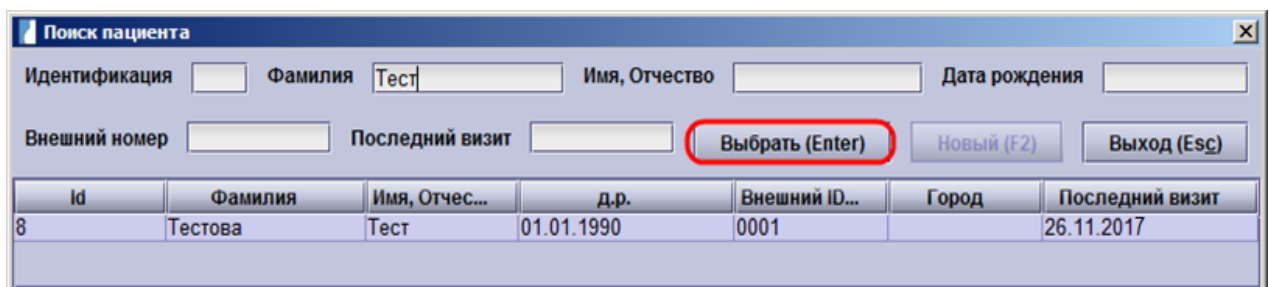 Поиск пациента
Идентификация Фамилия Тест Имя, Отчество Дата рождения
Внешний номер Последний визит Выбрать (Enter) Новый (F2) Выход (Esc)
Id Фамилия Имя, Отчес... д.р. Внешний ID... Город Последний визит
8 Тестова Тест 01.01.1990 0001 26.11.2017